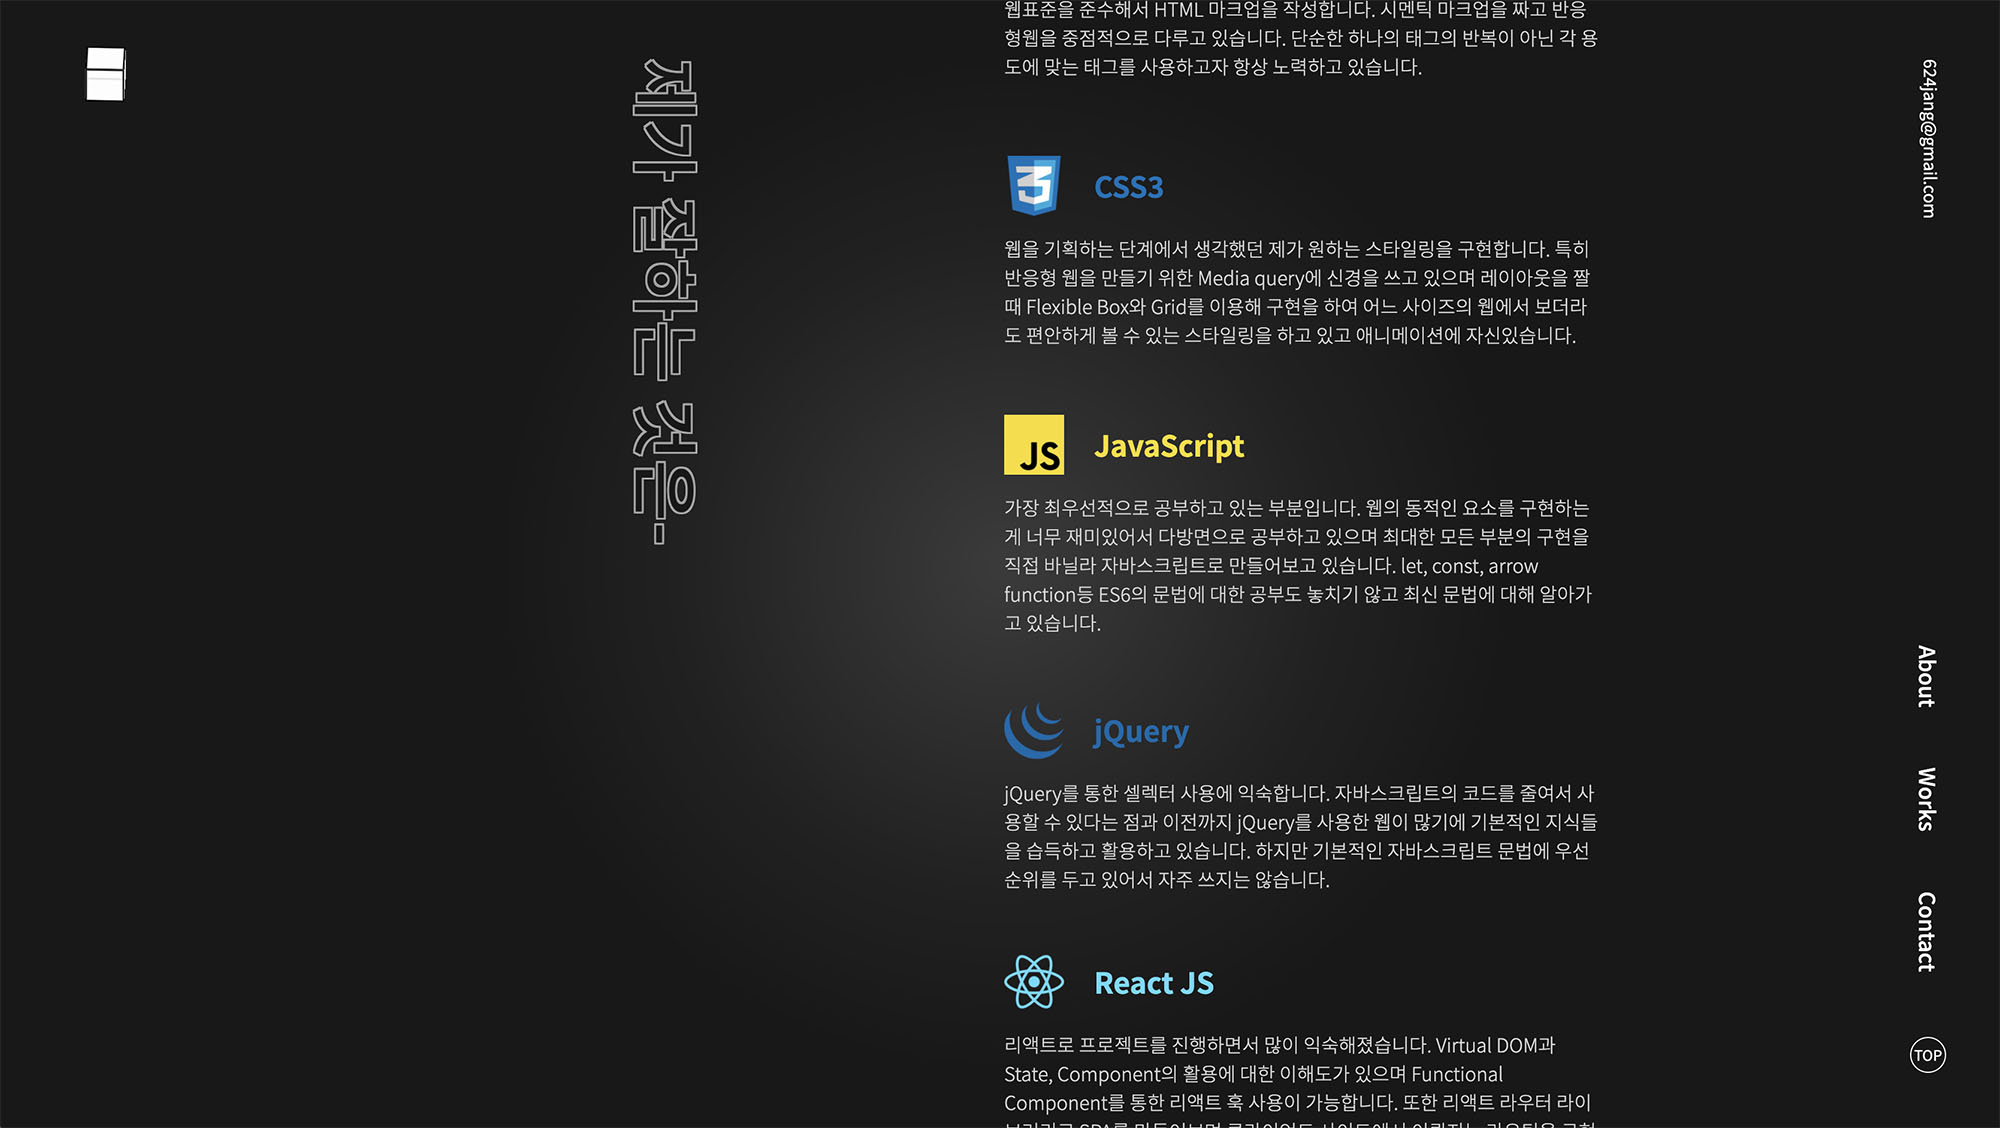 웹표준을 준수해서 HTML 마크업을 작성합니다. 시멘틱 마크업을 짜고 반응
형웹을 중점적으로 다루고 있습니다. 단순한 하나의 태그의 반복이 아닌 각 용
도에 맞는 태그를 사용하고자 항상 노력하고 있습니다.
제가 잘하는 것은-
CSS3
웹을 기획하는 단계에서 생각했던 제가 원하는 스타일링을 구현합니다. 특히
반응형 웹을 만들기 위한 Media query에 신경을 쓰고 있으며 레이아웃을 짤
때 Flexible Box와 Grid를 이용해 구현을 하여 어느 사이즈의 웹에서 보더라
도 편안하게 볼 수 있는 스타일링을 하고 있고 애니메이션에 자신있습니다.
JS
JavaScript
가장 최우선적으로 공부하고 있는 부분입니다. 웹의 동적인 요소를 구현하는
게 너무 재미있어서 다방면으로 공부하고 있으며 최대한 모든 부분의 구현을
직접 바닐라 자바스크립트로 만들어보고 있습니다. let, const, arrow
function등 ES6의 문법에 대한 공부도 놓치기 않고 최신 문법에 대해 알아가
고 있습니다.
jQuery
jQuery를 통한 셀렉터 사용에 익숙합니다. 자바스크립트의 코드를 줄여서 사
용할 수 있다는 점과 이전까지 jQuery를 사용한 웹이 많기에 기본적인 지식들
을 습득하고 활용하고 있습니다. 하지만 기본적인 자바스크립트 문법에 우선
순위를 두고 있어서 자주 쓰지는 않습니다.
React JS
리액트로 프로젝트를 진행하면서 많이 익숙해졌습니다. Virtual DOM과
State, Component의 활용에 대한 이해도가 있으며 Functional
Component를 통한 리액트 훅 사용이 가능합니다. 또한 리액트 라우터 라이
624jang@gmail.com
About
Works
Contact
TOP